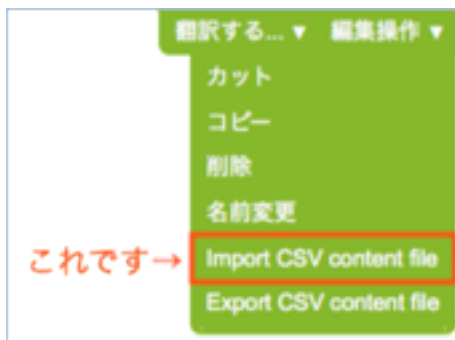 翻訳する... ▼ 編集操作 ▼
カット
コピー
削除
名前変更
これです→ Import CSV content file
Export CSV content file